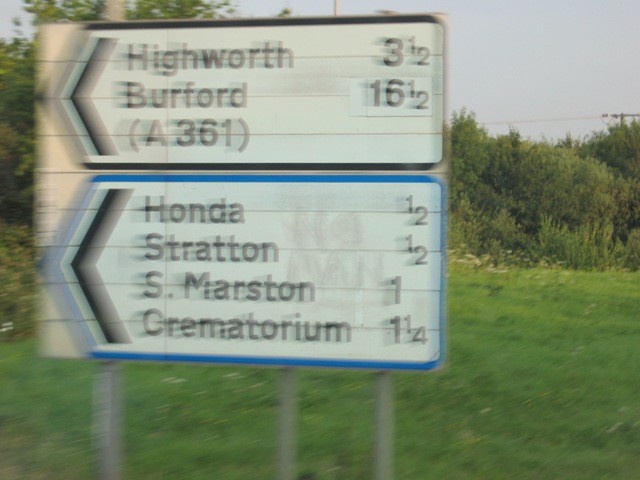 Highworth 3½
Burford 16½
(A 361)
Honda ½
Stratton ½
S. Marston 1
Crematorium 1¼